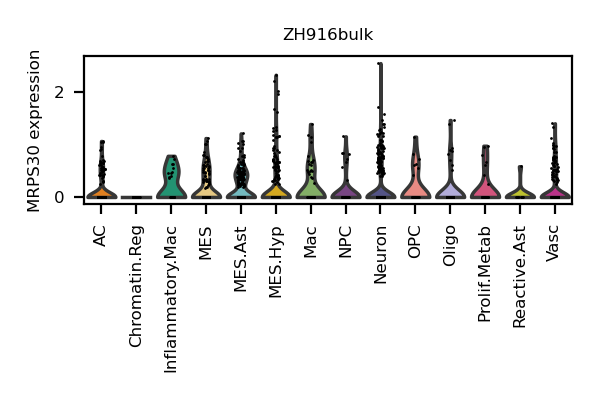 ZH916bulk
MRPS30 expression
2
0
AC
Chromatin.Reg
Inflammatory.Mac
MES
MES.Ast
MES.Hyp
Mac
NPC
Neuron
OPC
Oligo
Prolif.Metab
Reactive.Ast
Vasc